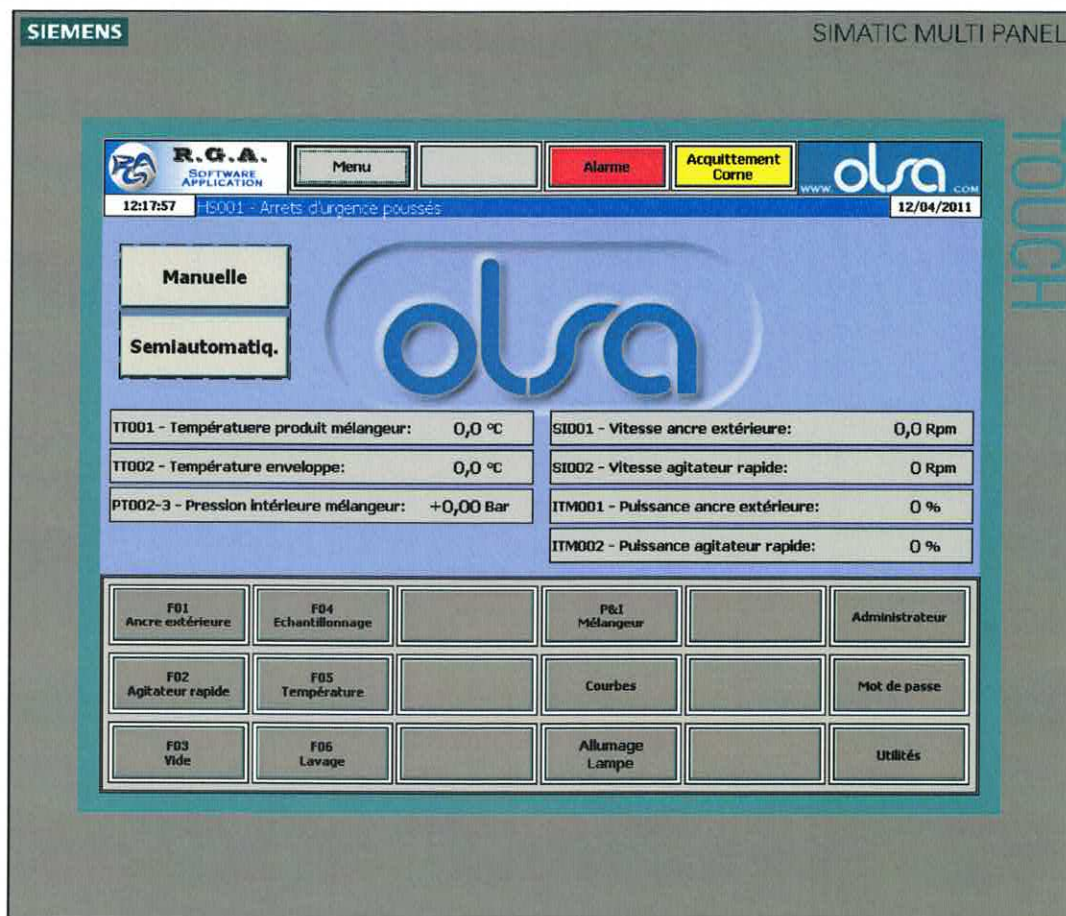 SIEMENS
SIMATIC MULTI PANEL
TOUCH
R.G.A.
SOFTWARE
APPLICATION
Menu
Alarme
Acquittement
Corne
www.olsa.com
12:17:57
HS001 - Arrets d'urgence poussés
12/04/2011
Manuelle
Semiautomatiq.
olsa
TT001 - Températuere produit mélangeur: 0,0 °C
SI001 - Vitesse ancre extérieure: 0,0 Rpm
TT002 - Température enveloppe: 0,0 °C
SI002 - Vitesse agitateur rapide: 0 Rpm
PT002-3 - Pression intérieure mélangeur: +0,00 Bar
ITM001 - Puissance ancre extérieure: 0 %
ITM002 - Puissance agitateur rapide: 0 %
F01
Ancre extérieure
F04
Echantillonnage
P&I
Mélangeur
Administrateur
F02
Agitateur rapide
F05
Température
Courbes
Mot de passe
F03
Vide
F06
Lavage
Allumage
Lampe
Utilités